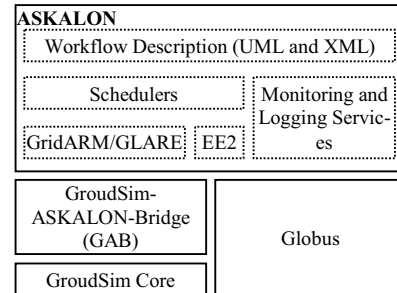 ASKALON
Workflow Description (UML and XML)
Schedulers
GridARM/GLARE
EE2
Monitoring and
Logging Servic-
es
GroudSim-
ASKALON-Bridge
(GAB)
Globus
GroudSim Core